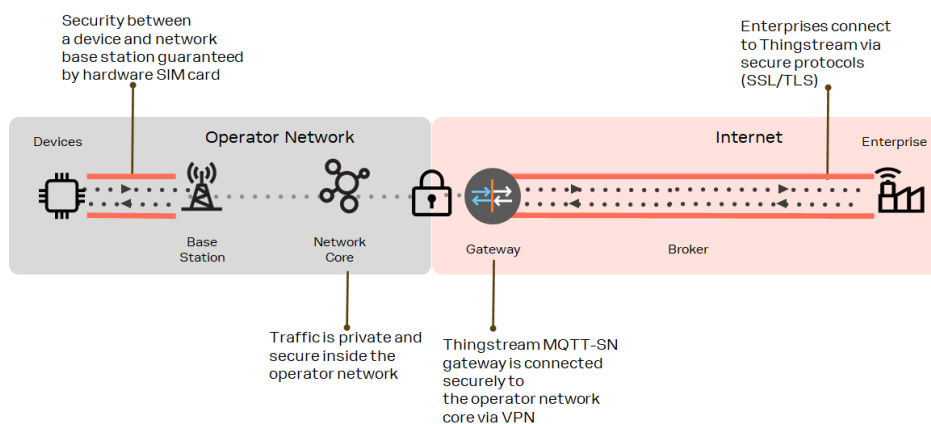 Security between
a device and network
base station guaranteed
by hardware SIM card
Enterprises connect
to Thingstream via
secure protocols
(SSL/TLS)
Operator Network
Internet
Devices
Enterprise
Base
Station
Network
Core
Gateway
Broker
Traffic is private and
secure inside the
operator network
Thingstream MQTT-SN
gateway is connected
securely to
the operator network
core via VPN